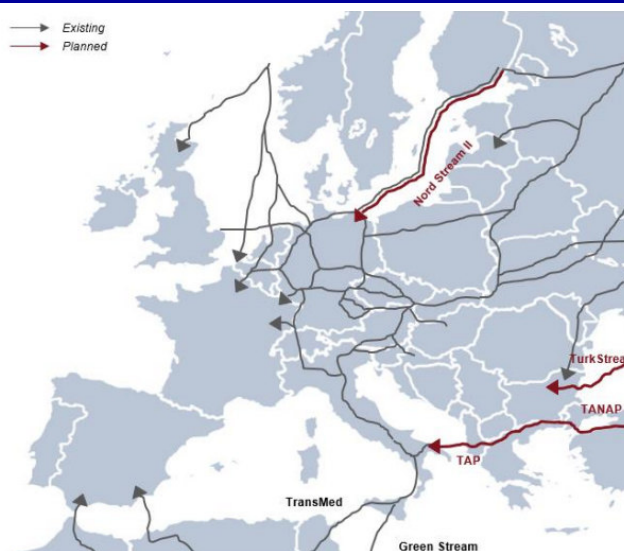 Existing
Planned
Nord Stream II
TurkStrea
TANAP
TAP
TransMed
Green Stream